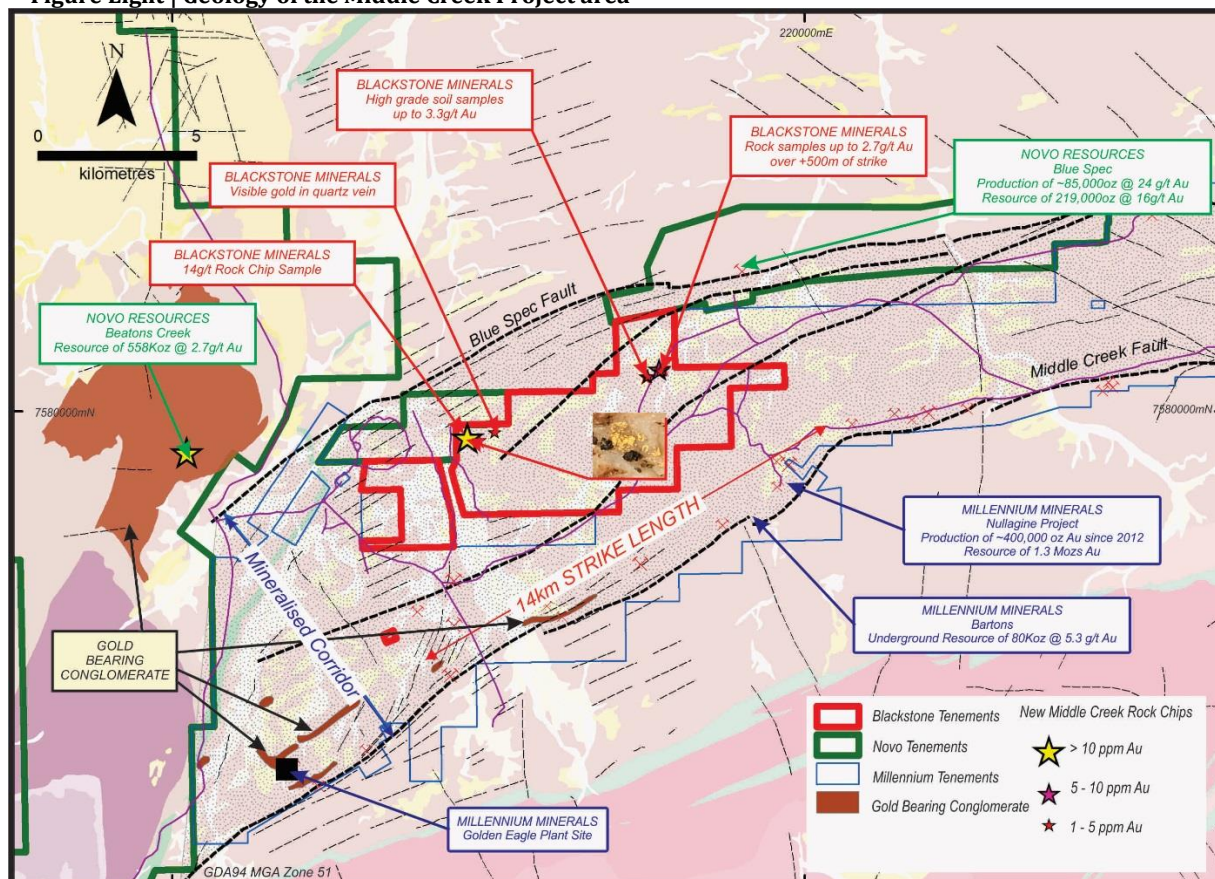 Figure Eight | Geology of the Middle Creek Project area
220000mE
N
0 5
kilometres
BLACKSTONE MINERALS
High grade soil samples
up to 3.3g/t Au
BLACKSTONE MINERALS
Rock samples up to 2.7g/t Au
over +500m of strike
NOVO RESOURCES
Blue Spec
Production of ~85,000oz @ 24 g/t Au
Resource of 219,000oz @ 16g/t Au
BLACKSTONE MINERALS
Visible gold in quartz vein
BLACKSTONE MINERALS
14g/t Rock Chip Sample
NOVO RESOURCES
Beatons Creek
Resource of 558Koz @ 2.7g/t Au
Blue Spec Fault
Middle Creek Fault
7580000mN
7580000mN
14km STRIKE LENGTH
Mineralised Corridor
MILLENNIUM MINERALS
Nullagine Project
Production of ~400,000 oz Au since 2012
Resource of 1.3 Mozs Au
MILLENNIUM MINERALS
Bartons
Underground Resource of 80Koz @ 5.3 g/t Au
GOLD
BEARING
CONGLOMERATE
MILLENNIUM MINERALS
Golden Eagle Plant Site
Blackstone Tenements
Novo Tenements
Millennium Tenements
Gold Bearing Conglomerate
New Middle Creek Rock Chips
> 10 ppm Au
5 - 10 ppm Au
1 - 5 ppm Au
GDA94 MGA Zone 51